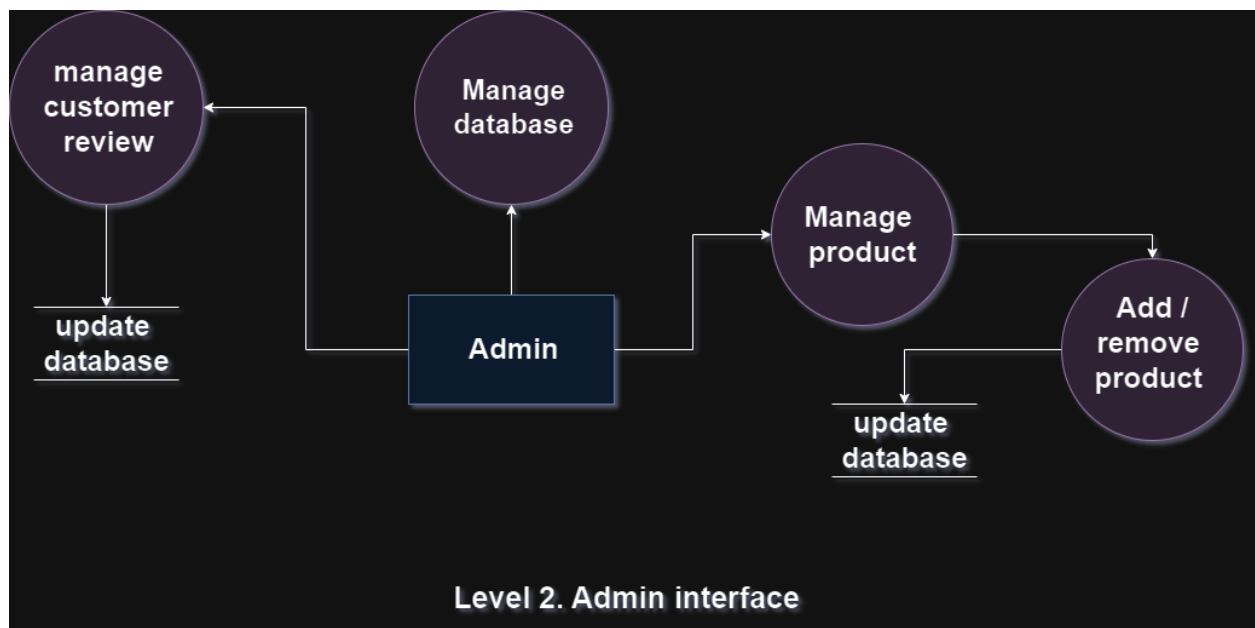 manage
customer
review
Manage
database
Manage
product
Add /
remove
product
update
database
Admin
update
database
Level 2. Admin interface